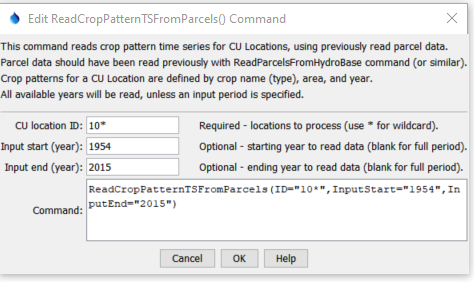 Edit ReadCropPatternTSFromParcels() Command
This command reads crop pattern time series for CU Locations, using previously read parcel data.
Parcel data should have been read previously with ReadParcelsFromHydroBase command (or similar).
Crop patterns for a CU Location are defined by crop name (type), area, and year.
All available years will be read, unless an input period is specified.
CU location ID: 10* Required - locations to process (use * for wildcard).
Input start (year): 1954 Optional - starting year to read data (blank for full period).
Input end (year): 2015 Optional - ending year to read data (blank for full period).
Command: ReadCropPatternTSFromParcels(ID="10*",InputStart="1954",In
putEnd="2015")
Cancel OK Help